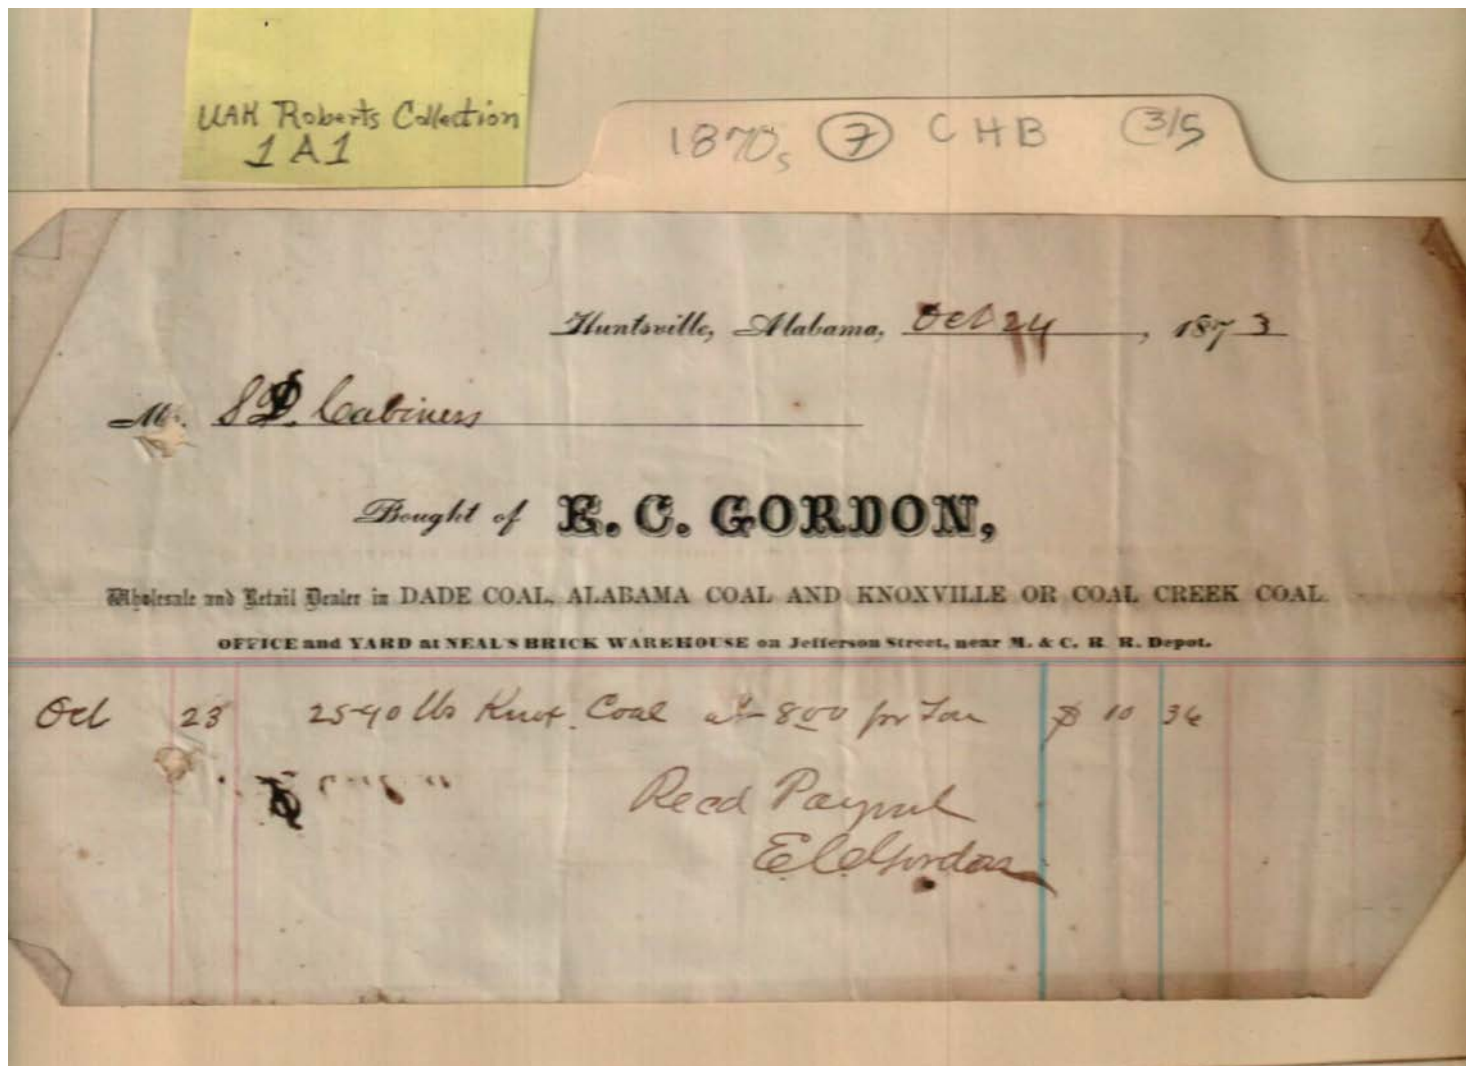 UAH Roberts Collection
1A1
1870s 7 CHB 3/5
Huntsville, Alabama, Oct 24, 1873
Mr. S D. Cabiners
Bought of E. C. GORDON,
Wholesale and Retail Dealer in DADE COAL, ALABAMA COAL AND KNOXVILLE OR COAL CREEK COAL.
OFFICE and YARD at NEAL'S BRICK WAREHOUSE on Jefferson Street, near M. & C. R. R. Depot.
Oct 23 2540 lbs Knox. Coal at 800 per Ton $ 10 36
Recd Payment
E C Gordon